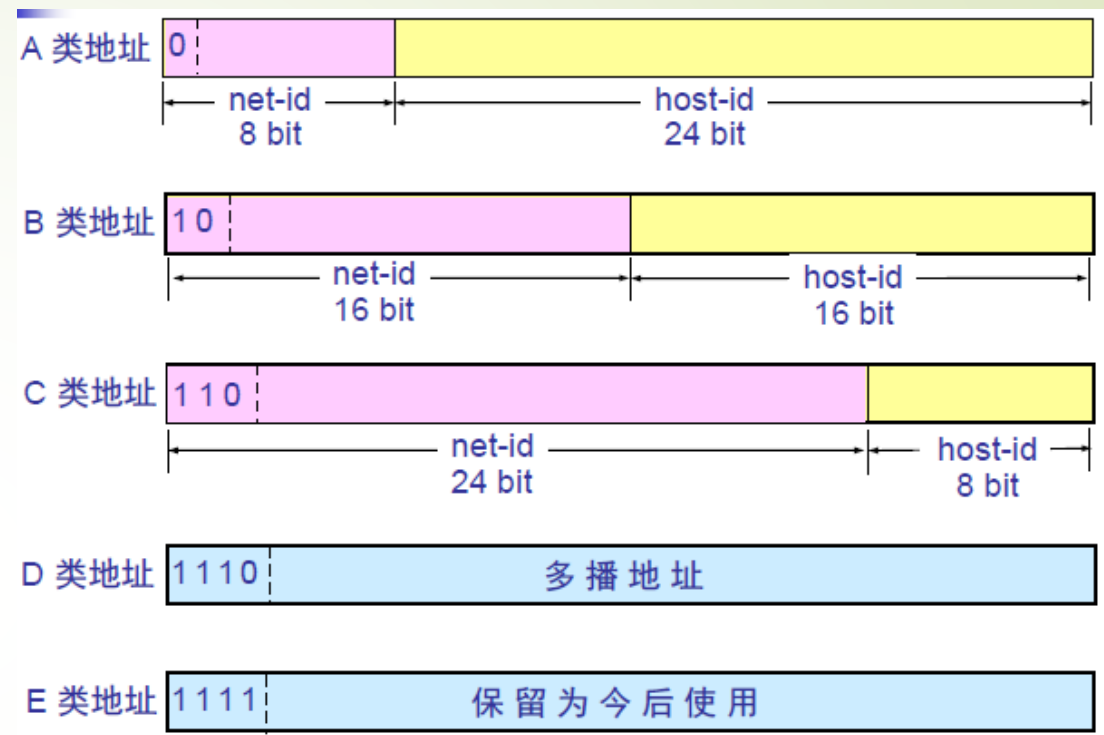 A 类地址 0
net-id host-id
8 bit 24 bit
B 类地址 1 0
net-id host-id
16 bit 16 bit
C 类地址 1 1 0
net-id host-id
24 bit 8 bit
D 类地址 1 1 1 0 多 播 地 址
E 类地址 1 1 1 1 保 留 为 今 后 使 用